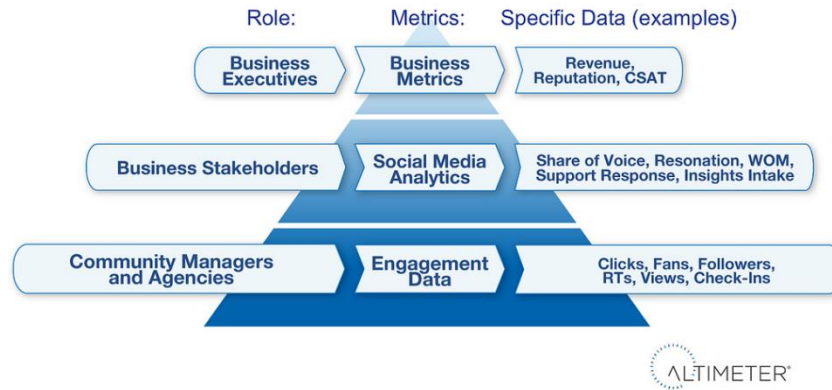 Role: Metrics: Specific Data (examples)
Business
Executives
Business
Metrics
Revenue,
Reputation, CSAT
Business Stakeholders
Social Media
Analytics
Share of Voice, Resonation, WOM,
Support Response, Insights Intake
Community Managers
and Agencies
Engagement
Data
Clicks, Fans, Followers,
RTs, Views, Check-Ins
ALTIMETER®